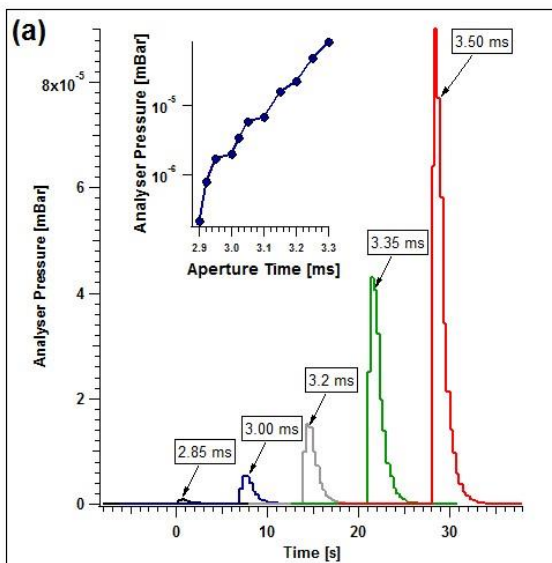 (a)
Analyser Pressure [mBar]
8x10-5
6
4
2
0
0
10
20
30
Time [s]
Analyser Pressure [mBar]
10-5
10-6
2.9
3.0
3.1
3.2
3.3
Aperture Time [ms]
3.50 ms
3.35 ms
3.2 ms
3.00 ms
2.85 ms